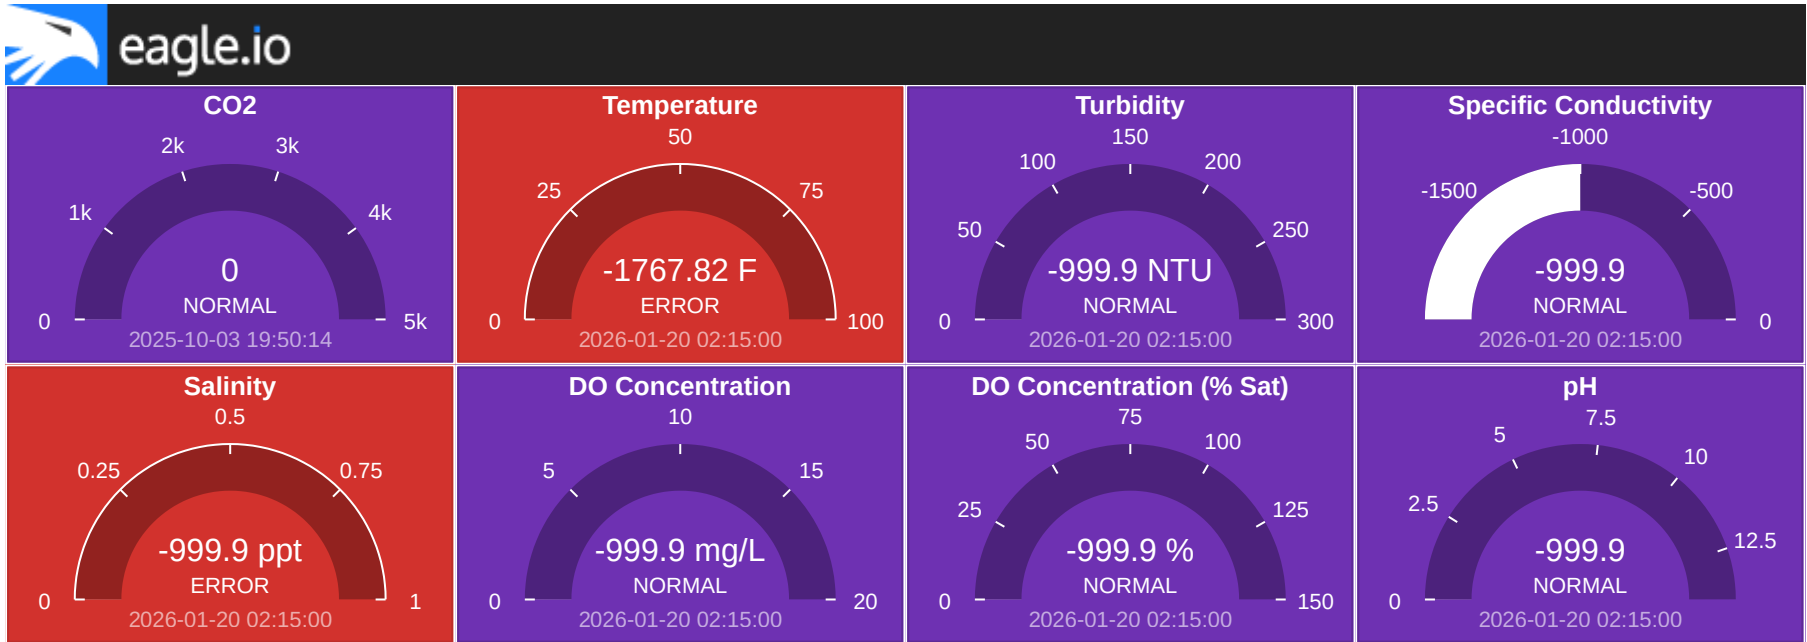 eagle.io
CO2
2k
3k
1k
4k
0
NORMAL
0
5k
2025-10-03 19:50:14
Temperature
50
25
75
-1767.82 F
ERROR
0
100
2026-01-20 02:15:00
Turbidity
150
100
200
50
250
-999.9 NTU
NORMAL
0
300
2026-01-20 02:15:00
Specific Conductivity
-1000
-1500
-500
-999.9
NORMAL
0
2026-01-20 02:15:00
Salinity
0.5
0.25
0.75
-999.9 ppt
ERROR
0
1
2026-01-20 02:15:00
DO Concentration
10
5
15
-999.9 mg/L
NORMAL
0
20
2026-01-20 02:15:00
DO Concentration (% Sat)
75
50
100
25
125
-999.9 %
NORMAL
0
150
2026-01-20 02:15:00
pH
7.5
5
10
2.5
12.5
-999.9
NORMAL
0
2026-01-20 02:15:00